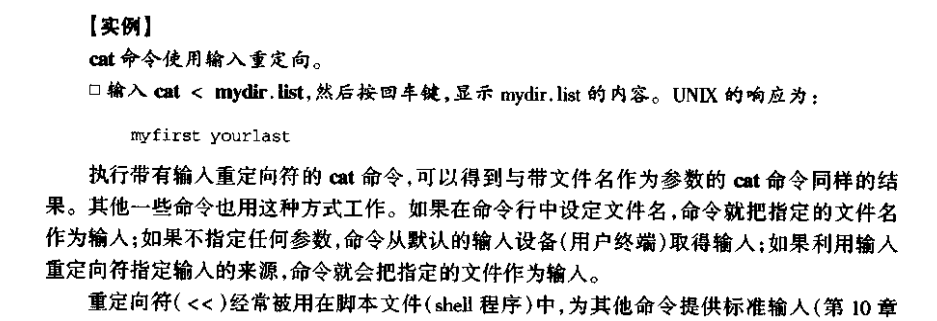 【实例】
cat 命令使用输入重定向。
□ 输入 cat < mydir.list,然后按回车键,显示 mydir.list 的内容。UNIX 的响应为:
myfirst yourlast
执行带有输入重定向符的 cat 命令,可以得到与带文件名作为参数的 cat 命令同样的结
果。其他一些命令也用这种方式工作。如果在命令行中设定文件名,命令就把指定的文件名
作为输入;如果不指定任何参数,命令从默认的输入设备(用户终端)取得输入;如果利用输入
重定向符指定输入的来源,命令就会把指定的文件作为输入。
重定向符(<<)经常被用在脚本文件(shell 程序)中,为其他命令提供标准输入(第 10 章